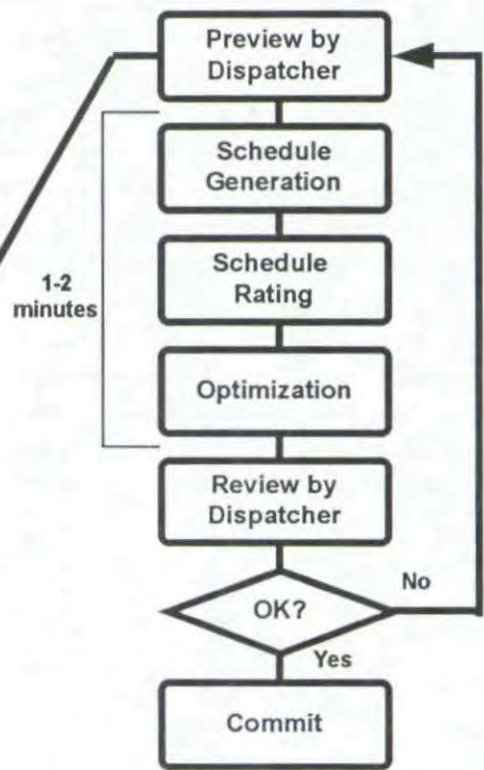 Preview by
Dispatcher
Schedule
Generation
Schedule
Rating
1-2
minutes
Optimization
Review by
Dispatcher
OK?
No
Yes
Commit